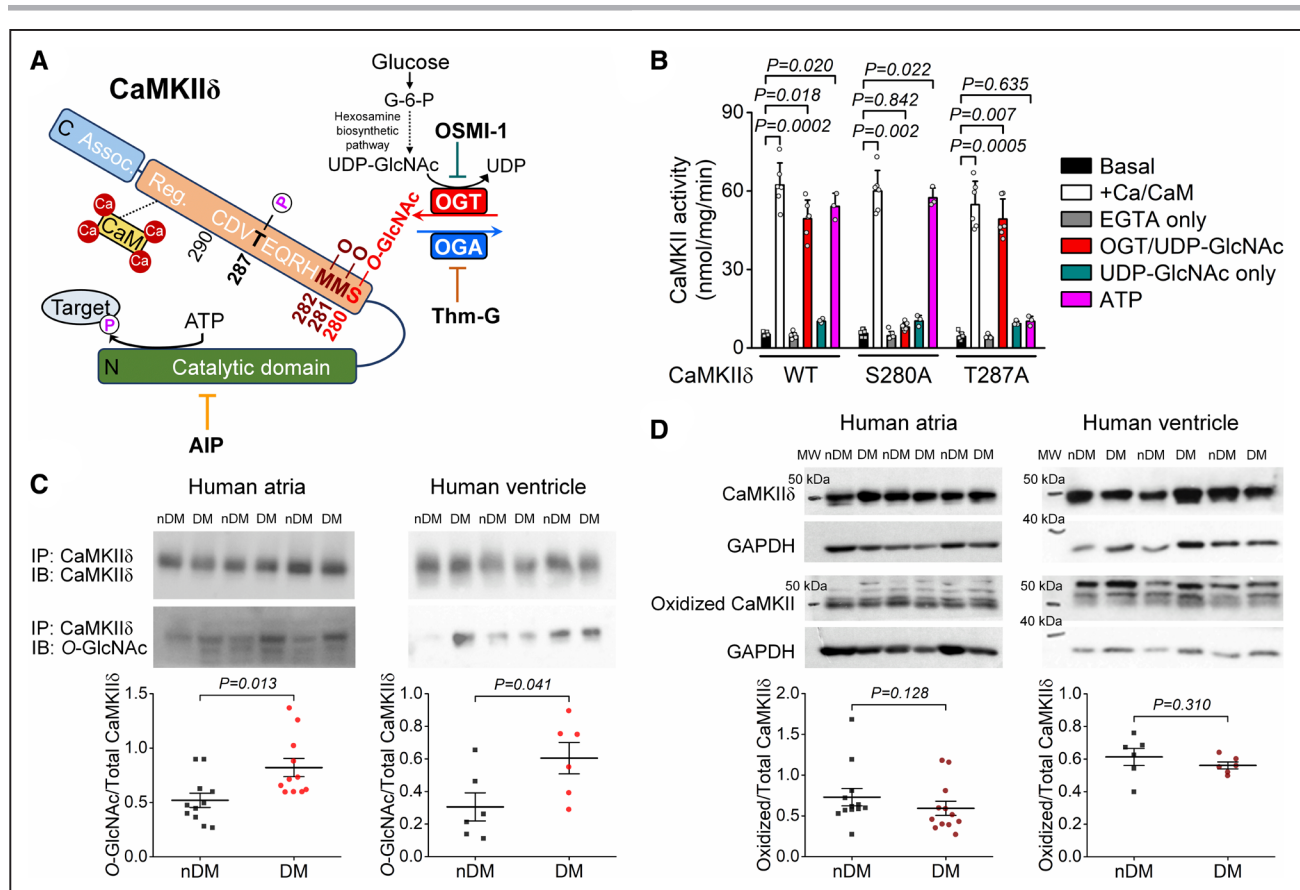 A
CaMKIIδ
C Assoc.
Reg.
CDVTEQRHMMS
P
O
O
O-GlcNAc
290
287
282
281
280
Ca
Ca
CaM
Ca
Ca
Glucose
G-6-P
Hexosamine
biosynthetic
pathway
OSMI-1
UDP-GlcNAc
UDP
OGT
OGA
Thm-G
Target
P
ATP
N Catalytic domain
AIP
B
P=0.020
P=0.018
P=0.0002
P=0.022
P=0.842
P=0.002
P=0.635
P=0.007
P=0.0005
CaMKII activity
(nmol/mg/min)
90
60
30
0
CaMKIIδ WT S280A T287A
Basal
+Ca/CaM
EGTA only
OGT/UDP-GlcNAc
UDP-GlcNAc only
ATP
C
Human atria
Human ventricle
nDM DM nDM DM nDM DM
nDM DM nDM DM nDM DM
IP: CaMKIIδ
IB: CaMKIIδ
IP: CaMKIIδ
IB: O-GlcNAc
O-GlcNAc/Total CaMKIIδ
1.5
1.0
0.5
0.0
P=0.013
nDM DM
O-GlcNAc/Total CaMKIIδ
1.0
0.8
0.6
0.4
0.2
0.0
P=0.041
nDM DM
D
Human atria
Human ventricle
MW nDM DM nDM DM nDM DM
MW nDM DM nDM DM nDM DM
50 kDa
50 kDa
CaMKIIδ
40 kDa
GAPDH
50 kDa
50 kDa
Oxidized CaMKII
40 kDa
GAPDH
Oxidized/Total CaMKIIδ
2.0
1.5
1.0
0.5
0.0
P=0.128
nDM DM
Oxidized/Total CaMKIIδ
1.0
0.8
0.6
0.4
0.2
0.0
P=0.310
nDM DM